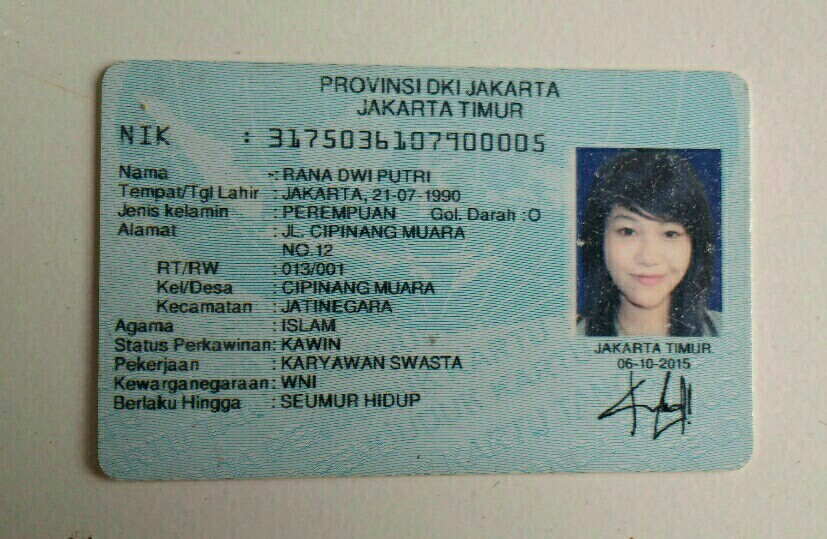 PROVINSI DKI JAKARTA
JAKARTA TIMUR
NIK : 3175036107900005
Nama : RANA DWI PUTRI
Tempat/Tgl Lahir : JAKARTA, 21-07-1990
Jenis kelamin : PEREMPUAN Gol. Darah : O
Alamat : JL. CIPINANG MUARA
NO.12
RT/RW : 013/001
Kel/Desa : CIPINANG MUARA
Kecamatan : JATINEGARA
Agama : ISLAM
Status Perkawinan: KAWIN
Pekerjaan : KARYAWAN SWASTA
Kewarganegaraan: WNI
Berlaku Hingga : SEUMUR HIDUP
JAKARTA TIMUR
06-10-2015